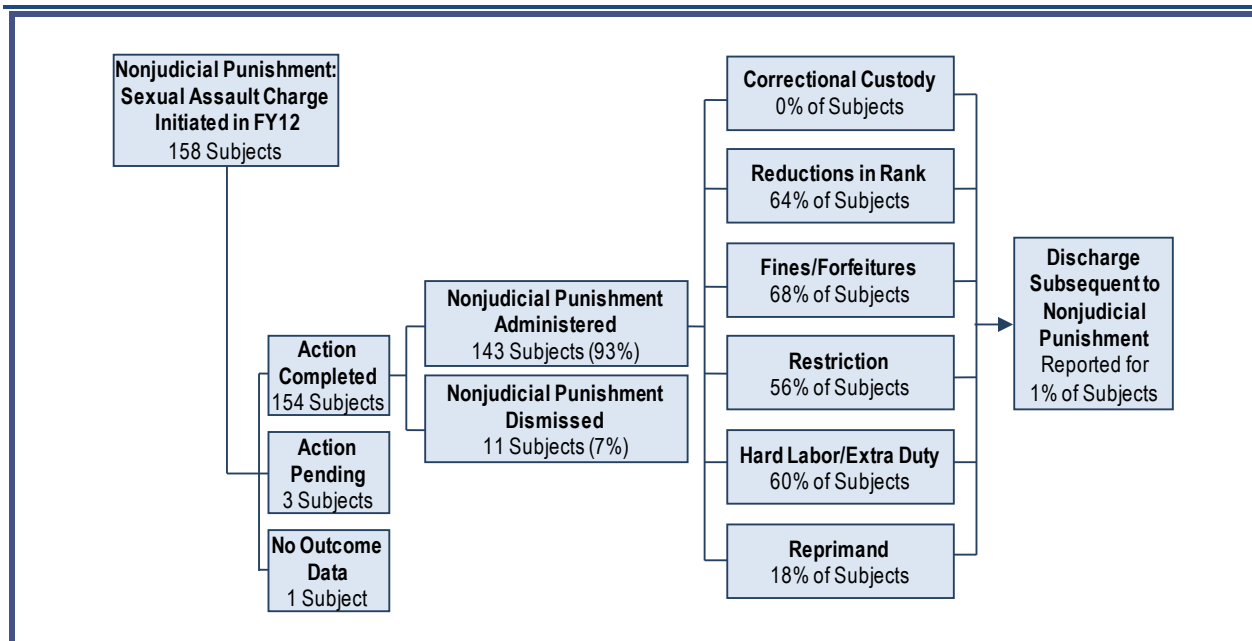 Nonjudicial Punishment:
Sexual Assault Charge
Initiated in FY12
158 Subjects
Action
Completed
154 Subjects
Action
Pending
3 Subjects
No Outcome
Data
1 Subject
Nonjudicial Punishment
Administered
143 Subjects (93%)
Nonjudicial Punishment
Dismissed
11 Subjects (7%)
Correctional Custody
0% of Subjects
Reductions in Rank
64% of Subjects
Fines/Forfeitures
68% of Subjects
Restriction
56% of Subjects
Hard Labor/Extra Duty
60% of Subjects
Reprimand
18% of Subjects
Discharge
Subsequent to
Nonjudicial
Punishment
Reported for
1% of Subjects